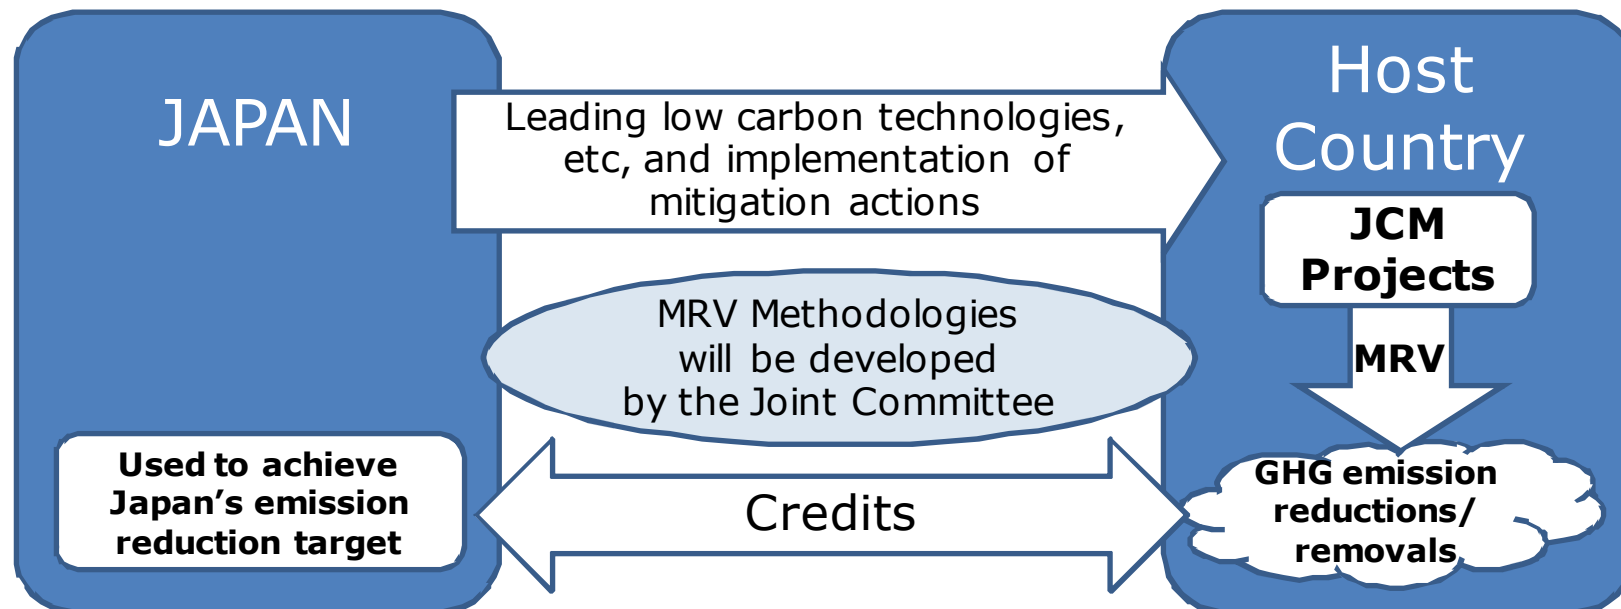 JAPAN
Leading low carbon technologies,
etc, and implementation of
mitigation actions
Host
Country
JCM
Projects
MRV Methodologies
will be developed
by the Joint Committee
MRV
Used to achieve
Japan’s emission
reduction target
Credits
GHG emission
reductions/
removals